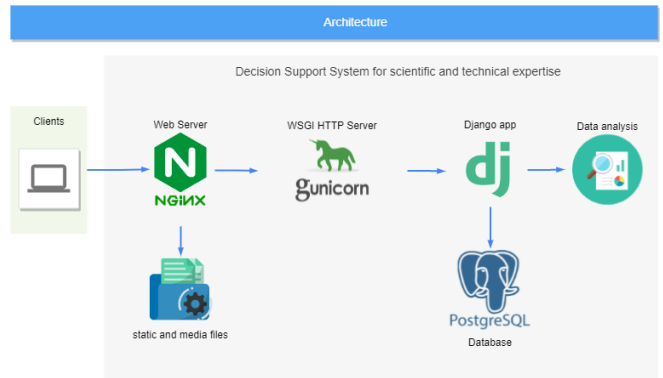 Architecture
Decision Support System for scientific and technical expertise
Clients
Web Server
WSGI HTTP Server
Django app
Data analysis
N
NGiNX
gunicorn
dj
static and media files
PostgreSQL
Database